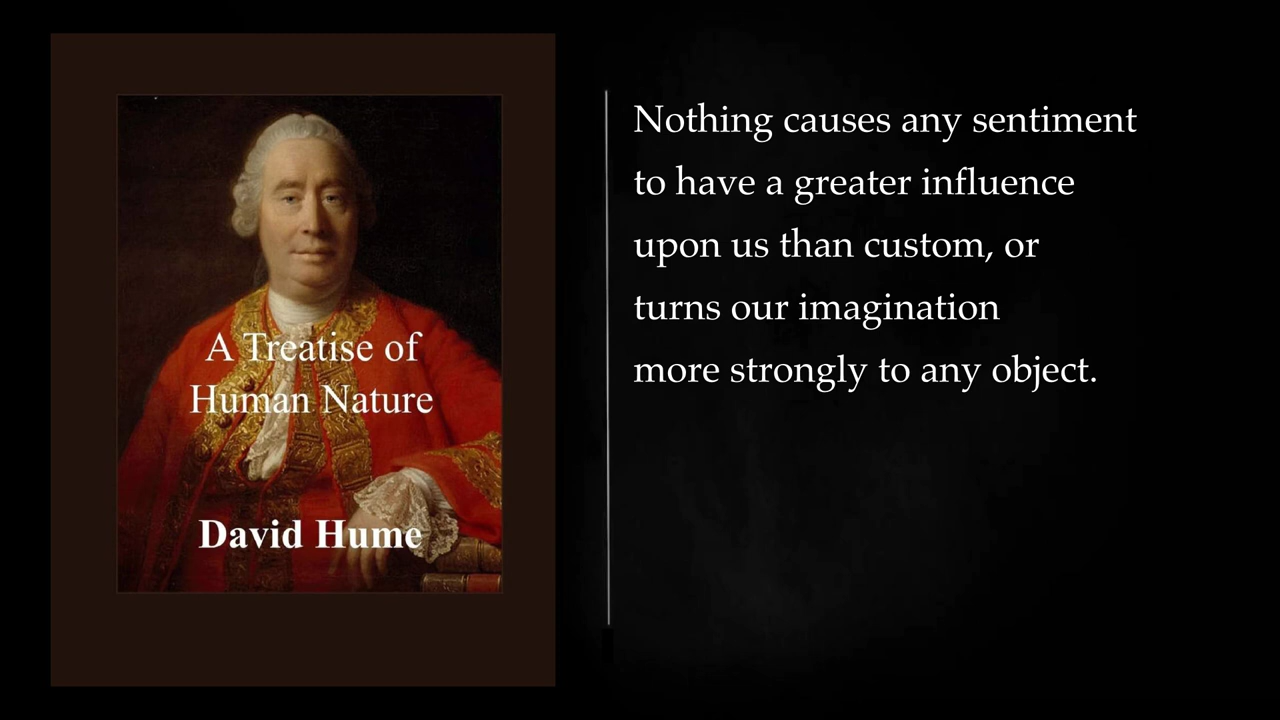 A Treatise of
Human Nature
David Hume
Nothing causes any sentiment
to have a greater influence
upon us than custom, or
turns our imagination
more strongly to any object.